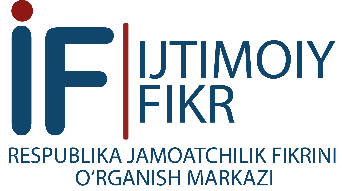 iF
IJTIMOIY
FIKR
RESPUBLIKA JAMOATCHILIK FIKRINI
O‘RGANISH MARKAZI